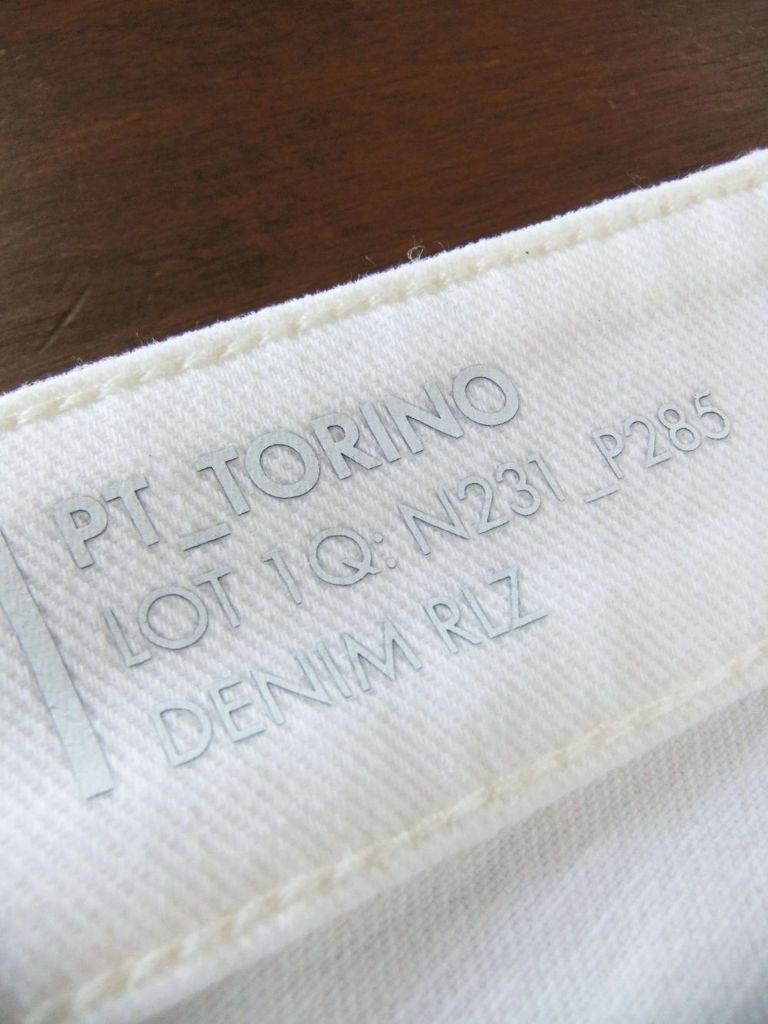 PT_TORINO
LOT 1Q: N231_P285
DENIM RLZ